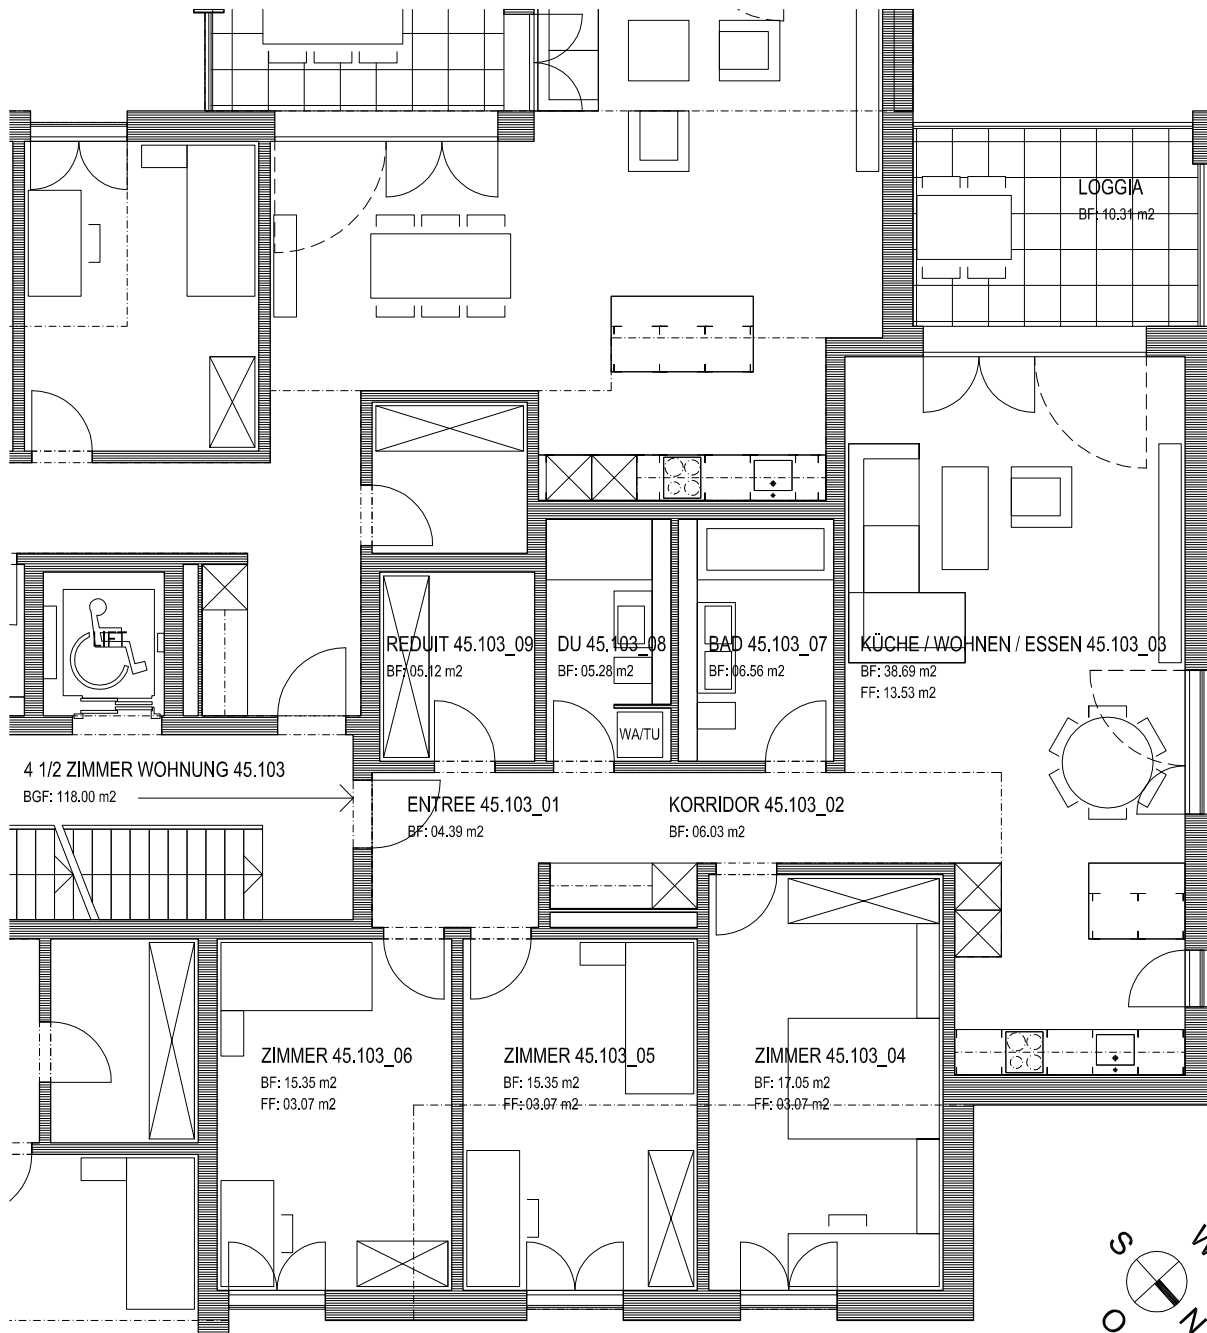 LOGGIA
BF: 10.31 m2
LIFT
REDUIT 45.103_09
BF: 05.12 m2
DU 45.103_08
BF: 05.28 m2
BAD 45.103_07
BF: 06.56 m2
KÜCHE / WOHNEN / ESSEN 45.103_03
BF: 38.69 m2
FF: 13.53 m2
WA/TU
4 1/2 ZIMMER WOHNUNG 45.103
BGF: 118.00 m2
ENTREE 45.103_01
BF: 04.39 m2
KORRIDOR 45.103_02
BF: 06.03 m2
ZIMMER 45.103_06
BF: 15.35 m2
FF: 03.07 m2
ZIMMER 45.103_05
BF: 15.35 m2
FF: 03.07 m2
ZIMMER 45.103_04
BF: 17.05 m2
FF: 03.07 m2
S
W
O
N